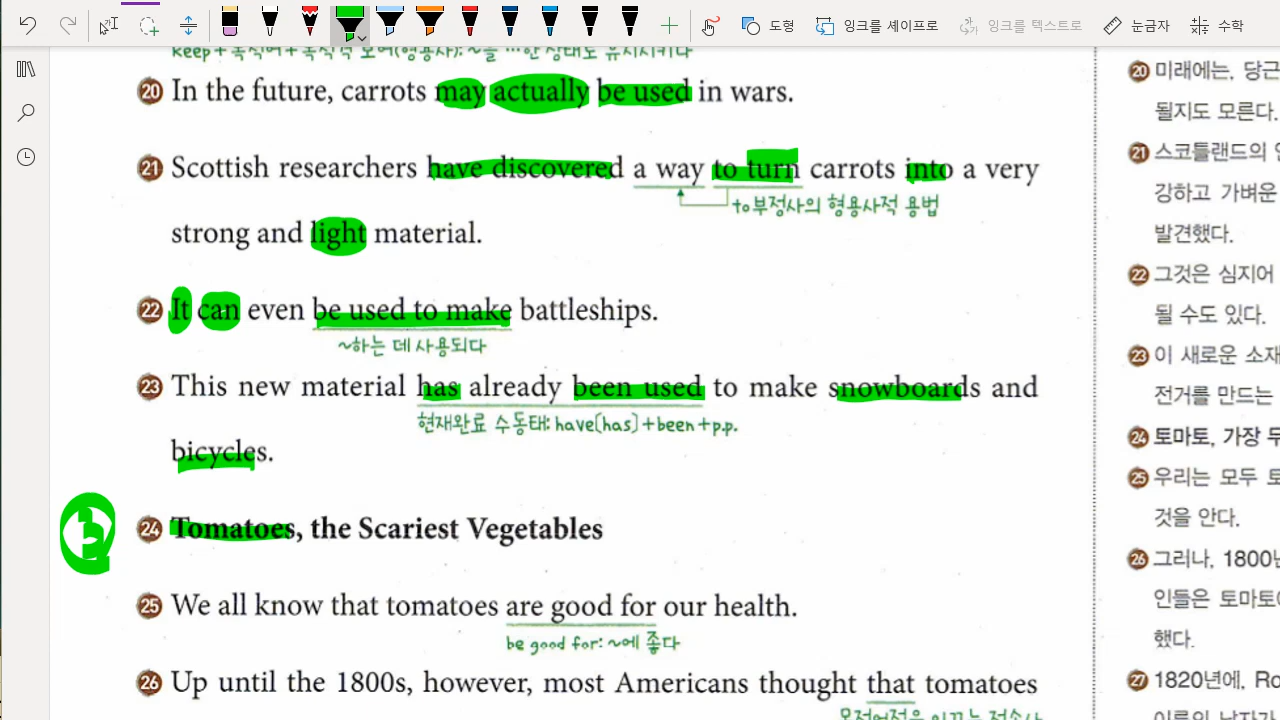 도형 잉크를 셰이프로 잉크를 텍스트로 눈금자 수학
20 In the future, carrots may actually be used in wars.
21 Scottish researchers have discovered a way to turn carrots into a very
to부정사의 형용사적 용법
strong and light material.
22 It can even be used to make battleships.
~하는 데 사용되다
23 This new material has already been used to make snowboards and
현재완료 수동태: have(has)+been+p.p.
bicycles.
24 Tomatoes, the Scariest Vegetables
25 We all know that tomatoes are good for our health.
be good for: ~에 좋다
26 Up until the 1800s, however, most Americans thought that tomatoes
20 미래에는, 당근
될지도 모른다.
21 스코틀랜드의
강하고 가벼운
발견했다.
22 그것은 심지어
될 수도 있다.
23 이 새로운 소재
전거를 만드는
24 토마토, 가장
25 우리는 모두
것을 안다.
26 그러나, 1800
인들은 토마토
했다.
27 1820년에, Ro